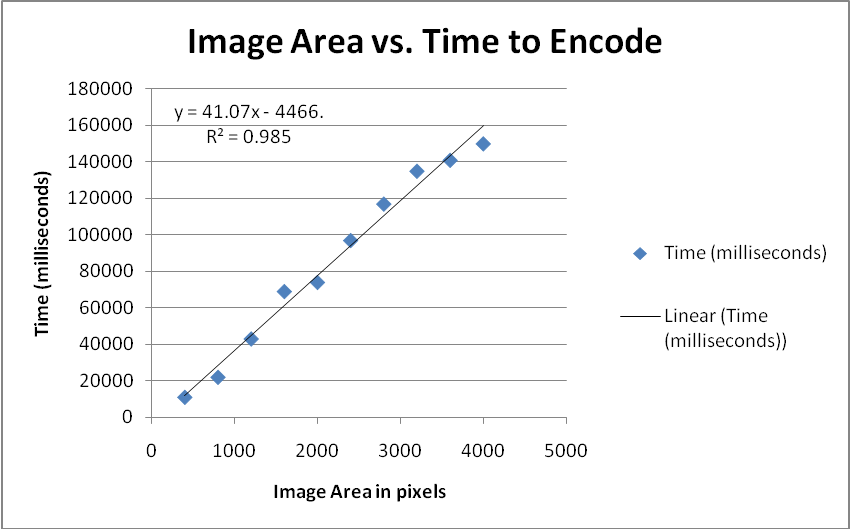 Image Area vs. Time to Encode
180000
160000
140000
120000
100000
80000
60000
40000
20000
0
Time (milliseconds)
y = 41.07x - 4466.
R² = 0.985
0 1000 2000 3000 4000 5000
Image Area in pixels
Time (milliseconds)
Linear (Time
(milliseconds))